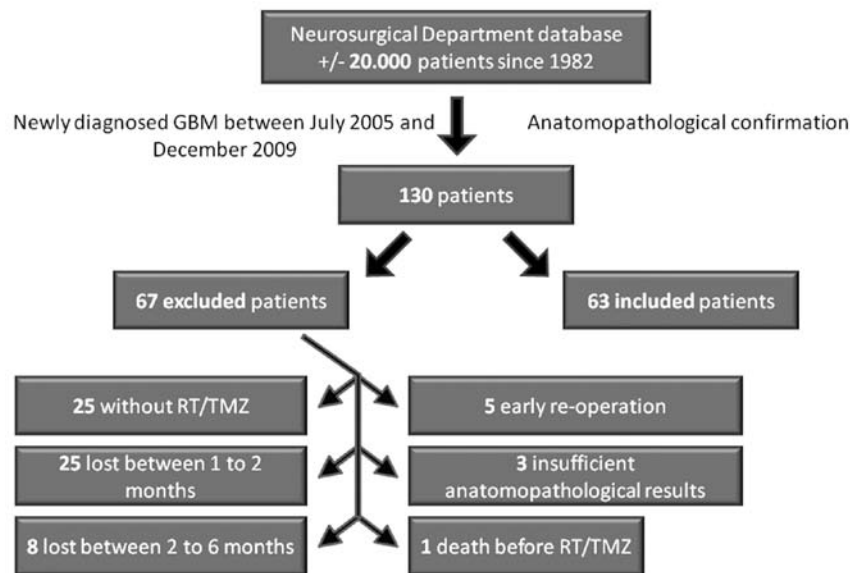 Neurosurgical Department database
+/- 20.000 patients since 1982
Newly diagnosed GBM between July 2005 and
December 2009
Anatomopathological confirmation
130 patients
67 excluded patients
63 included patients
25 without RT/TMZ
5 early re-operation
25 lost between 1 to 2
months
3 insufficient
anatomopathological results
8 lost between 2 to 6 months
1 death before RT/TMZ